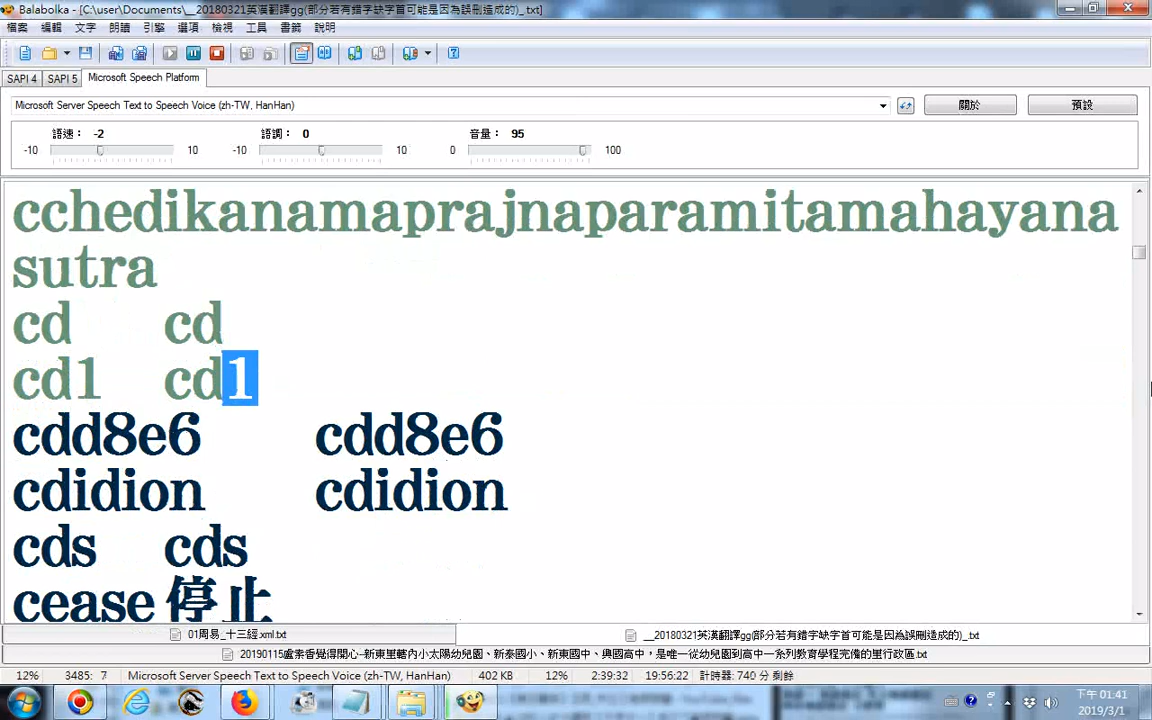 Balabolka - [C:\user\Documents\__20180321英漢翻譯gg(部分若有錯字缺字首可能是因為誤刪造成的)_.txt]
檔案 編輯 文字 朗讀 引擎 選項 檢視 工具 書籤 說明
SAPI 4 SAPI 5 Microsoft Speech Platform
Microsoft Server Speech Text to Speech Voice (zh-TW, HanHan) 關於 預設
語速： -2 語調： 0 音量： 95
-10 10 -10 10 0 100
cchedikanamaprajnaparamitamahayana
sutra
cd cd
cd1 cd1
cdd8e6 cdd8e6
cdidion cdidion
cds cds
cease 停止
01周易_十三經.xml.txt __20180321英漢翻譯gg(部分若有錯字缺字首可能是因為誤刪造成的)_.txt
20190115盧素香覺得開心-新東里轄內小太陽幼兒園、新泰國小、新東國中、興國高中，是唯一從幼兒園到高中一系列教育學程完備的里行政區.txt
12% 3485: 7 Microsoft Server Speech Text to Speech Voice (zh-TW, HanHan) 402 KB 12% 2:39:32 19:56:22 計時器: 740 分 剩餘
下午 01:41
2019/3/1